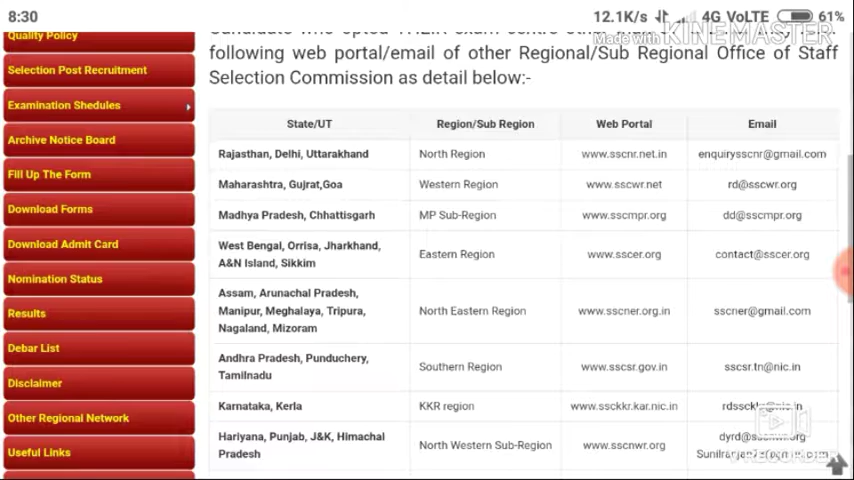 8:30 12.1K/s 4G VoLTE 61%
Made with KINEMASTER
Quality Policy
Selection Post Recruitment
Examination Shedules
Archive Notice Board
Fill Up The Form
Download Forms
Download Admit Card
Nomination Status
Results
Debar List
Disclaimer
Other Regional Network
Useful Links
Candidate who opted exam centre
following web portal/email of other Regional/Sub Regional Office of Staff
Selection Commission as detail below:-
State/UT Region/Sub Region Web Portal Email
Rajasthan, Delhi, Uttarakhand North Region www.sscnr.net.in enquirysscnr@gmail.com
Maharashtra, Gujrat,Goa Western Region www.sscwr.net rd@sscwr.org
Madhya Pradesh, Chhattisgarh MP Sub-Region www.sscmpr.org dd@sscmpr.org
West Bengal, Orrisa, Jharkhand,
A&N Island, Sikkim Eastern Region www.sscer.org contact@sscer.org
Assam, Arunachal Pradesh,
Manipur, Meghalaya, Tripura, North Eastern Region www.sscner.org.in sscner@gmail.com
Nagaland, Mizoram
Andhra Pradesh, Punduchery,
Tamilnadu Southern Region www.sscsr.gov.in sscsr.tn@nic.in
Karnataka, Kerla KKR region www.ssckkr.kar.nic.in
Hariyana, Punjab, J&K, Himachal
Pradesh North Western Sub-Region www.sscnwr.org